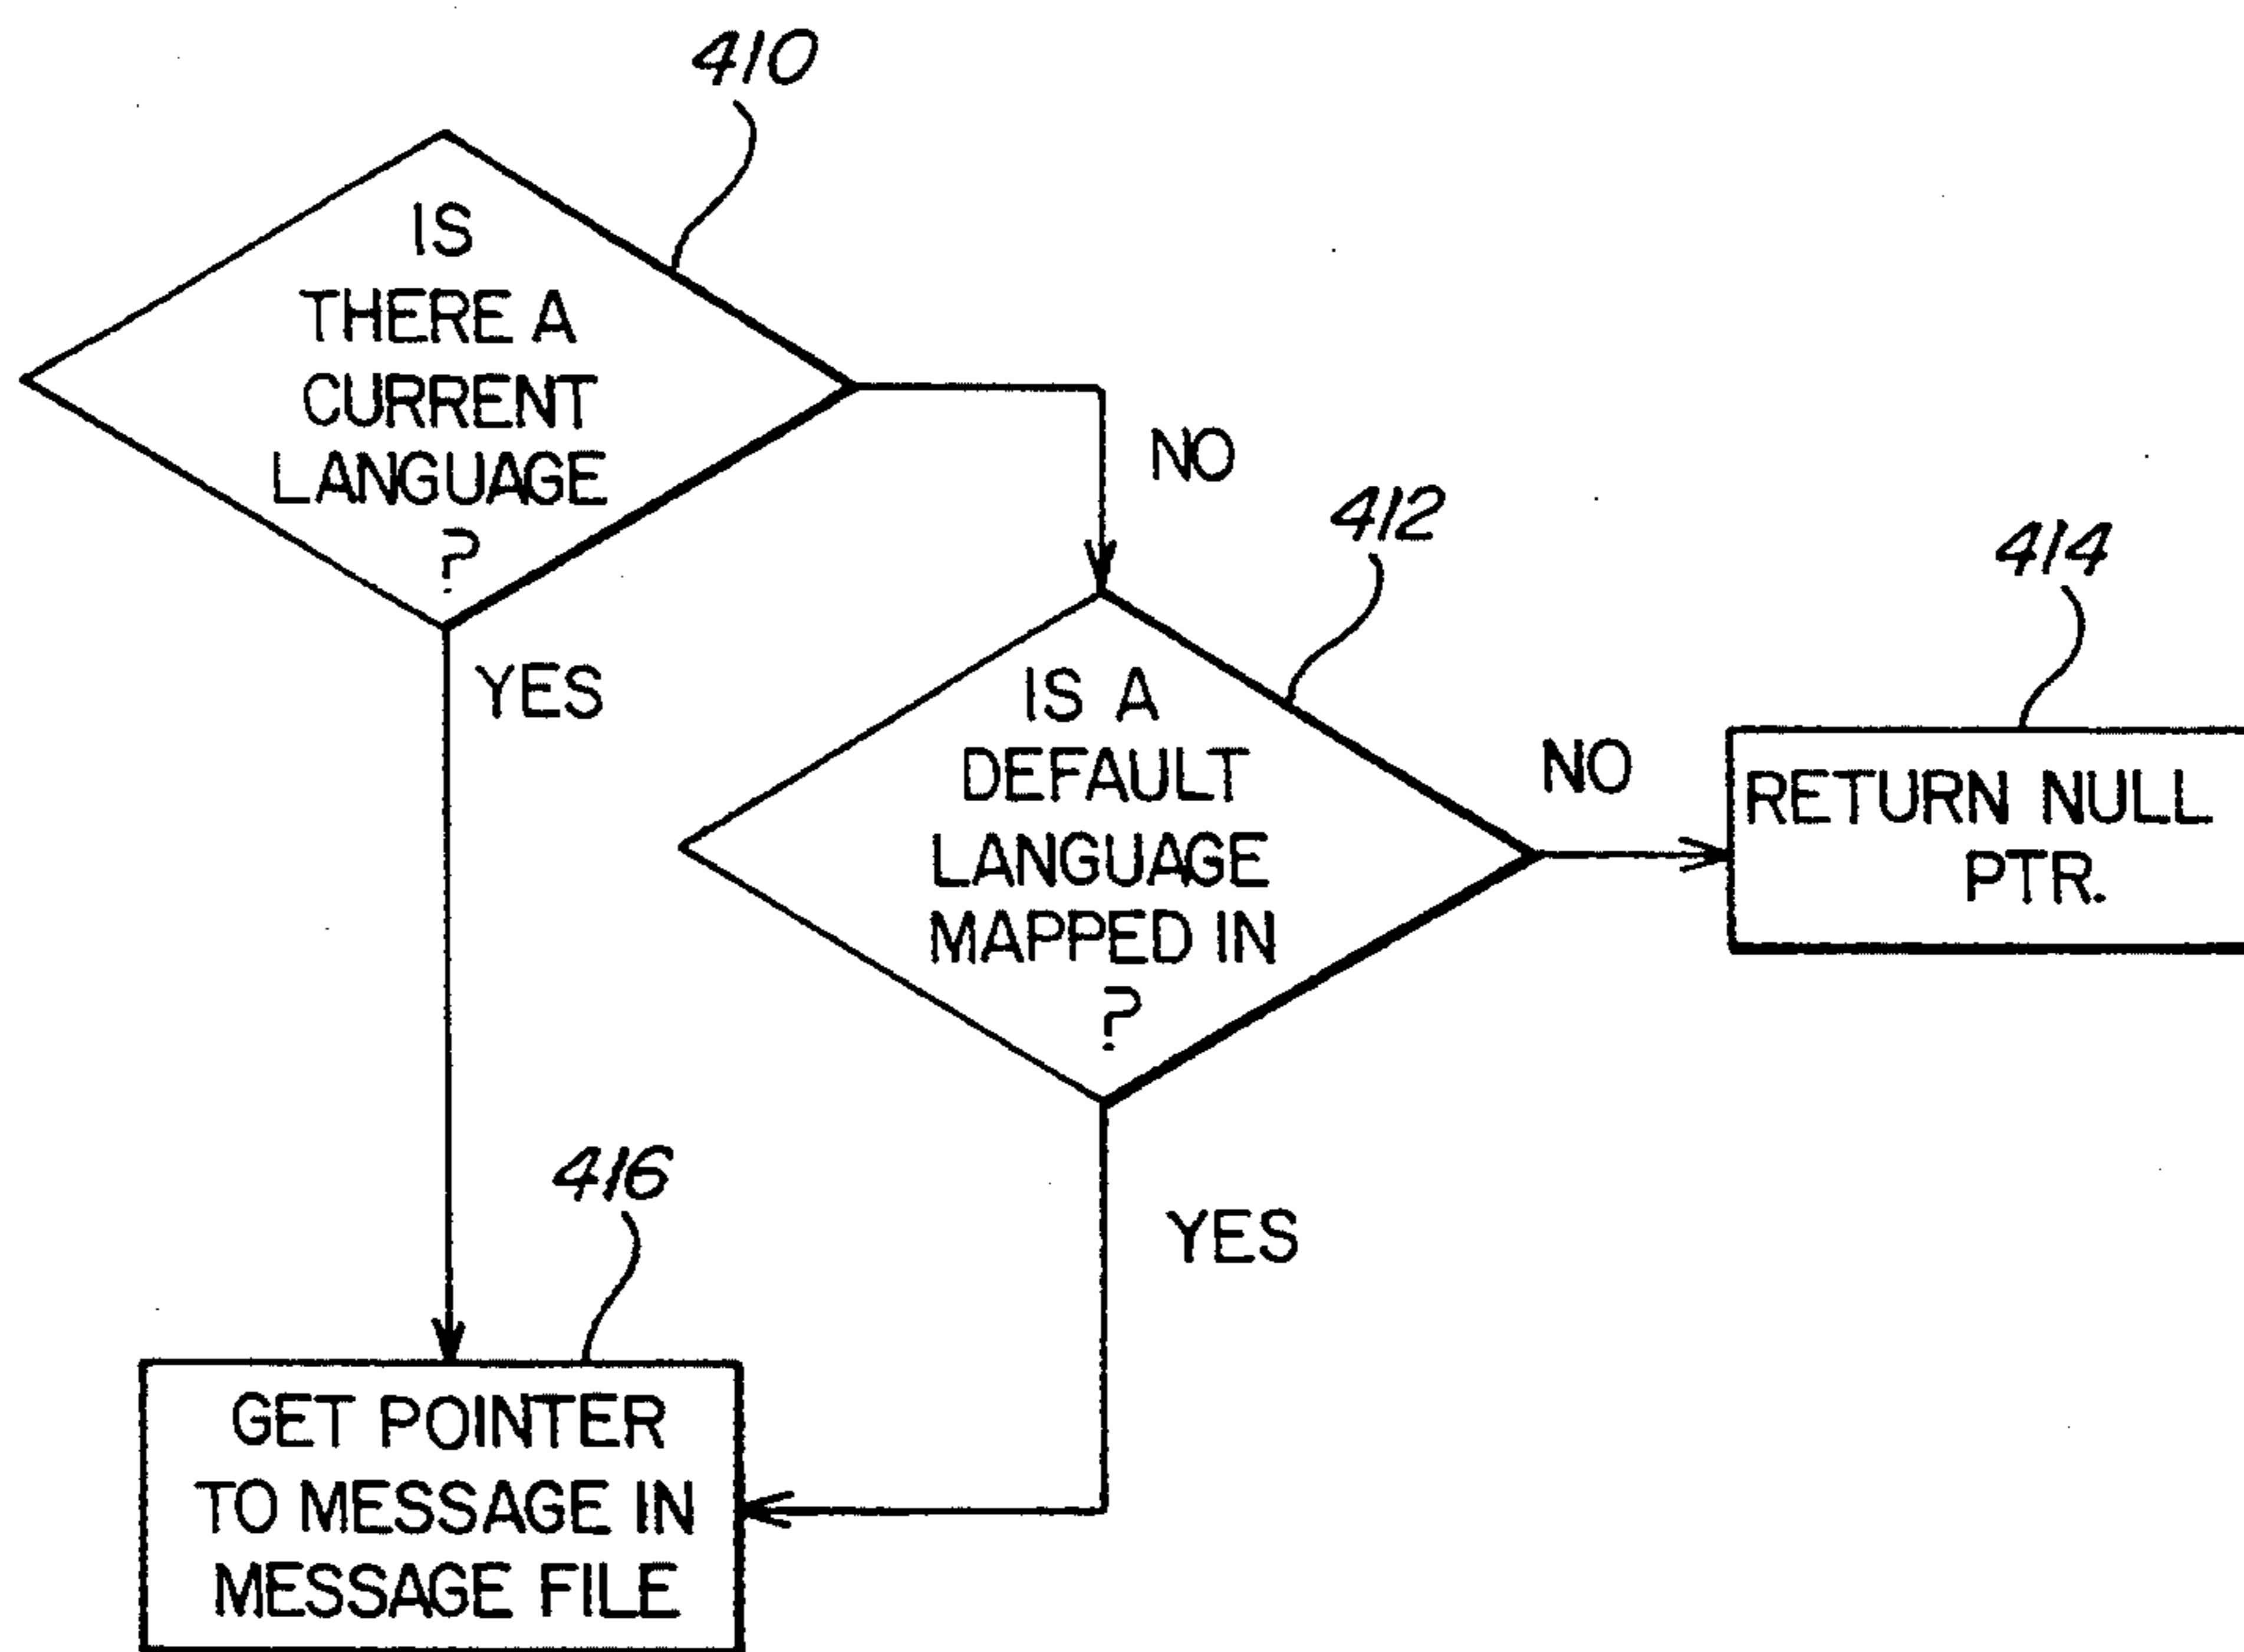 410
IS
THERE A
CURRENT
LANGUAGE
?
NO
YES
412
IS A
DEFAULT
LANGUAGE
MAPPED IN
?
NO
414
RETURN NULL
PTR.
YES
416
GET POINTER
TO MESSAGE IN
MESSAGE FILE